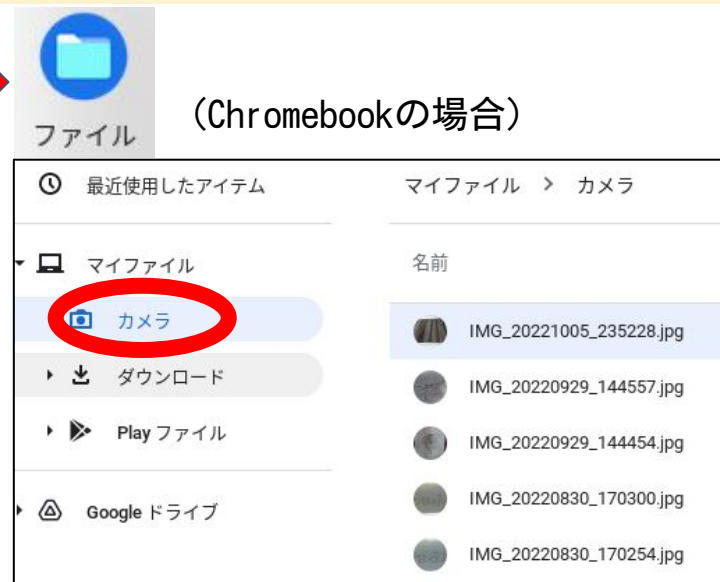 ファイル
（Chromebookの場合）
最近使用したアイテム
マイファイル
カメラ
ダウンロード
Play ファイル
Google ドライブ
マイファイル > カメラ
名前
IMG_20221005_235228.jpg
IMG_20220929_144557.jpg
IMG_20220929_144454.jpg
IMG_20220830_170300.jpg
IMG_20220830_170254.jpg